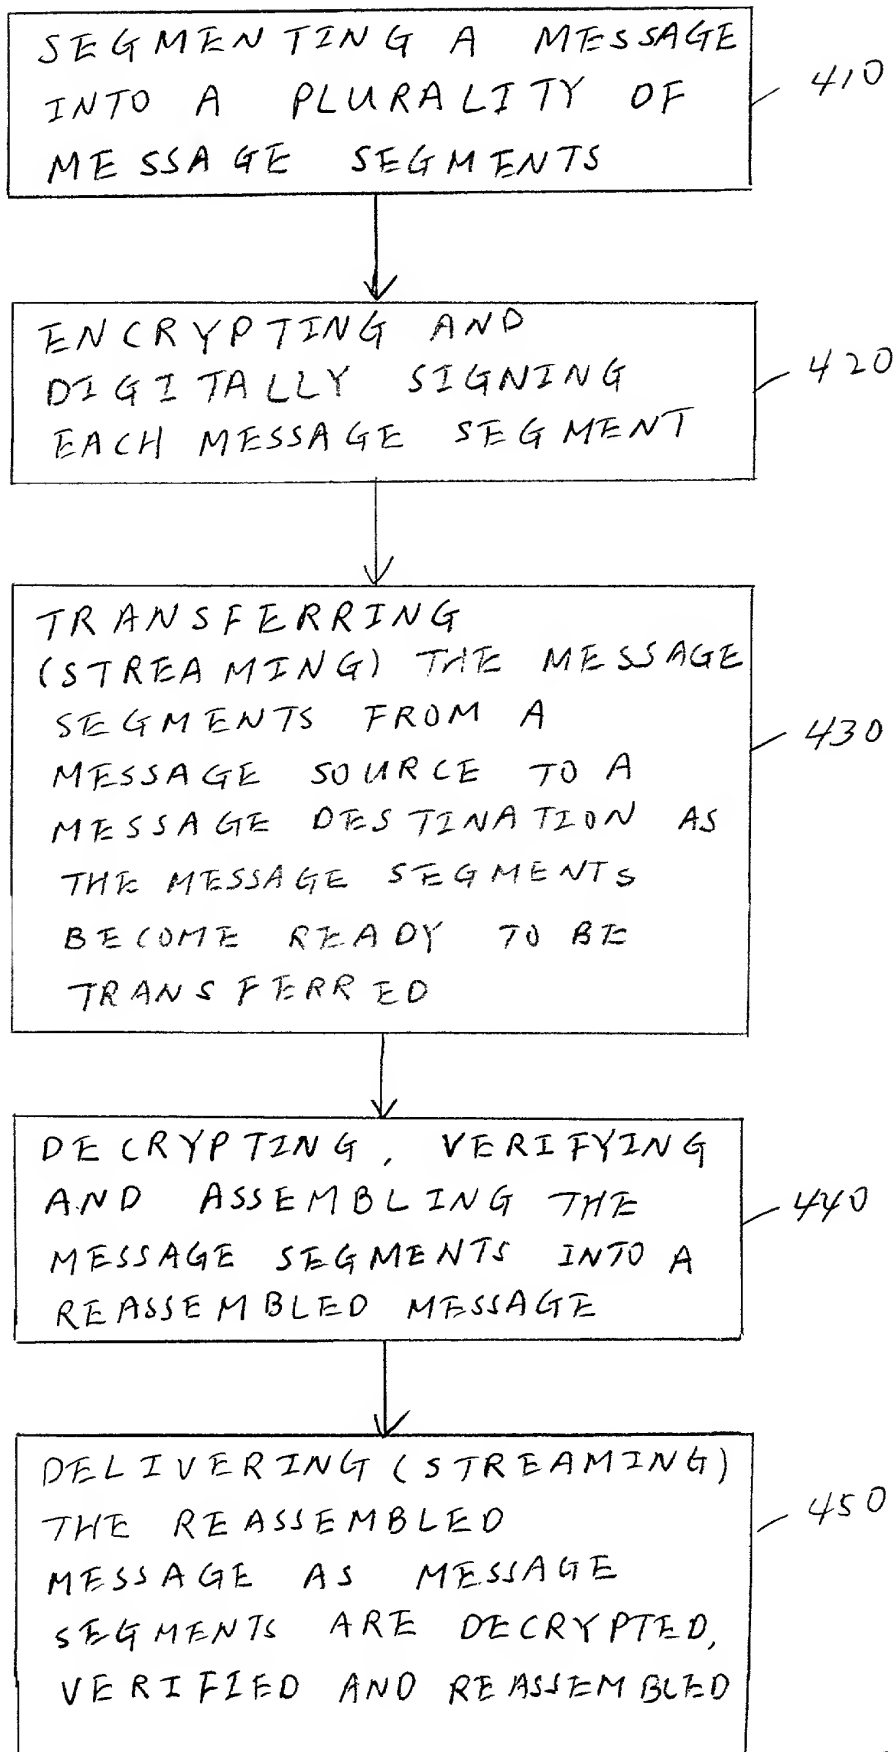 SEGMENTING A MESSAGE
INTO A PLURALITY OF
MESSAGE SEGMENTS
410
ENCRYPTING AND
DIGITALLY SIGNING
EACH MESSAGE SEGMENT
420
TRANSFERRING
(STREAMING) THE MESSAGE
SEGMENTS FROM A
MESSAGE SOURCE TO A
MESSAGE DESTINATION AS
THE MESSAGE SEGMENTS
BECOME READY TO BE
TRANSFERRED
430
DECRYPTING, VERIFYING
AND ASSEMBLING THE
MESSAGE SEGMENTS INTO A
REASSEMBLED MESSAGE
440
DELIVERING (STREAMING)
THE REASSEMBLED
MESSAGE AS MESSAGE
SEGMENTS ARE DECRYPTED,
VERIFIED AND REASSEMBLED
450